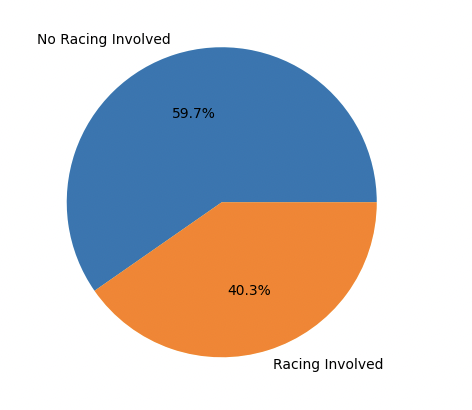 No Racing Involved
59.7%
40.3%
Racing Involved